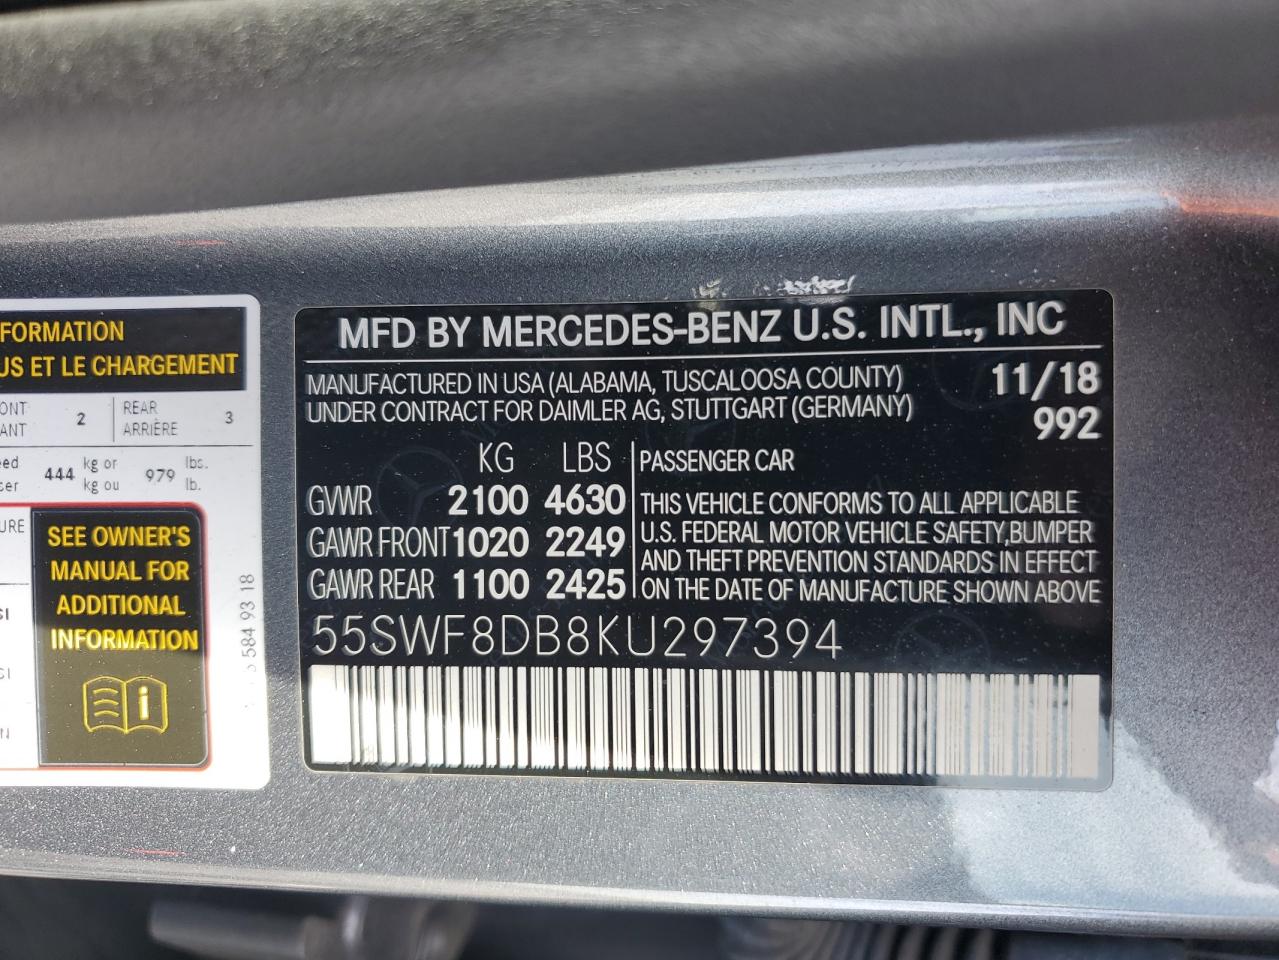 FORMATION
US ET LE CHARGEMENT
ONT 2 REAR 3
ANT ARRIÈRE
444 kg or 979 lbs.
kg ou lb.
SEE OWNER'S
MANUAL FOR
ADDITIONAL
INFORMATION
584 93 18
MFD BY MERCEDES-BENZ U.S. INTL., INC
MANUFACTURED IN USA (ALABAMA, TUSCALOOSA COUNTY) 11/18
UNDER CONTRACT FOR DAIMLER AG, STUTTGART (GERMANY) 992
KG LBS PASSENGER CAR
GVWR 2100 4630
GAWR FRONT 1020 2249
GAWR REAR 1100 2425
THIS VEHICLE CONFORMS TO ALL APPLICABLE
U.S. FEDERAL MOTOR VEHICLE SAFETY, BUMPER
AND THEFT PREVENTION STANDARDS IN EFFECT
ON THE DATE OF MANUFACTURE SHOWN ABOVE
55SWF8DB8KU297394